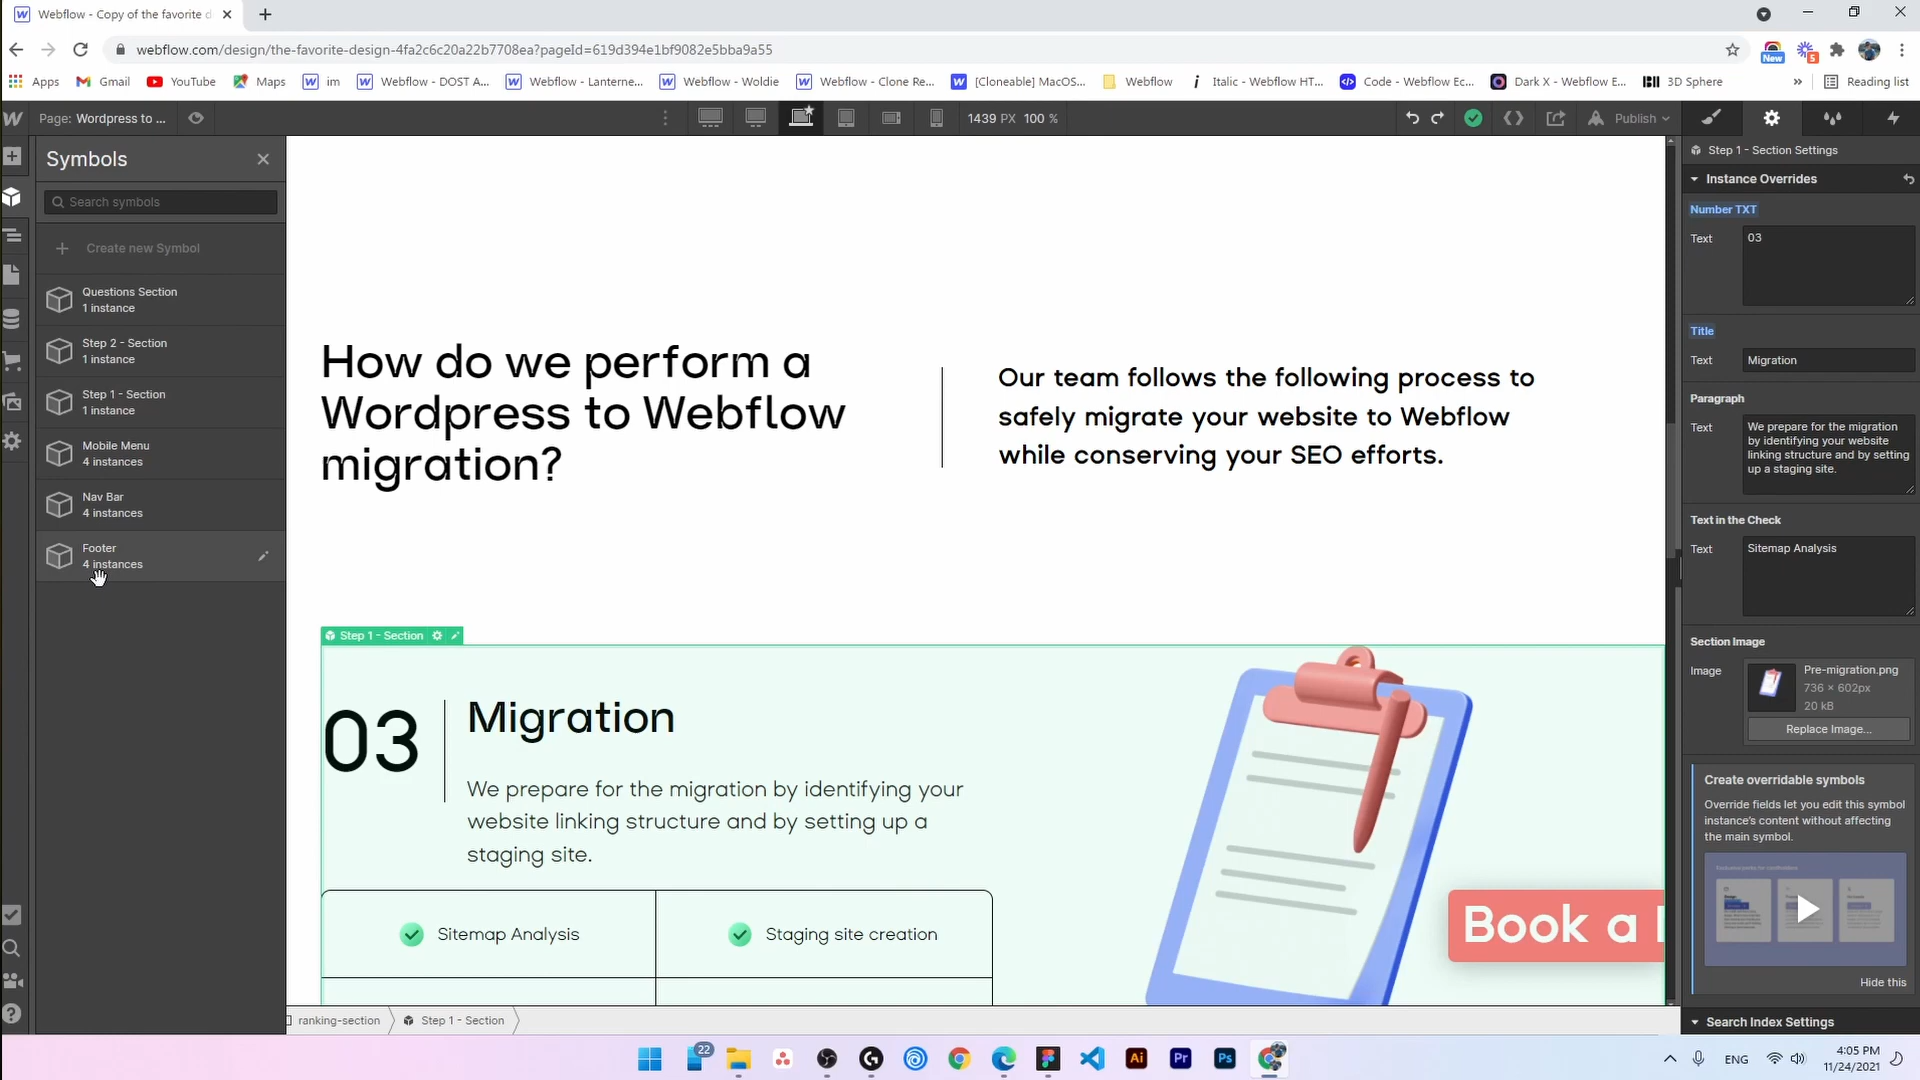 Webflow - Copy of the favorite d
webflow.com/design/the-favorite-design-4fa2c6c20a22b7708ea?pageId=619d394e1bf9082e5bba9a55
New
5
Apps
Gmail
YouTube
Maps
im
Webflow - DOST A...
Webflow - Lanterne...
Webflow - Woldie
Webflow - Clone Re...
[Cloneable] MacOS...
Webflow
Italic - Webflow HT...
Code - Webflow Ec...
Dark X - Webflow E...
3D Sphere
Reading list
Page: Wordpress to ...
1439 PX 100 %
Publish
Symbols
Search symbols
Create new Symbol
Questions Section
1 instance
Step 2 - Section
1 instance
Step 1 - Section
1 instance
Mobile Menu
4 instances
Nav Bar
4 instances
Footer
4 instances
How do we perform a
Wordpress to Webflow
migration?
Our team follows the following process to
safely migrate your website to Webflow
while conserving your SEO efforts.
Step 1 - Section
03
Migration
We prepare for the migration by identifying your
website linking structure and by setting up a
staging site.
Sitemap Analysis
Staging site creation
Book a
ranking-section
Step 1 - Section
Step 1 - Section Settings
Instance Overrides
Number TXT
Text
03
Title
Text
Migration
Paragraph
Text
We prepare for the migration
by identifying your website
linking structure and by setting
up a staging site.
Text in the Check
Text
Sitemap Analysis
Section Image
Image
Pre-migration.png
736 × 602px
20 kB
Replace Image...
Create overridable symbols
Override fields let you edit this symbol
instance's content without affecting
the main symbol.
Hide this
Search Index Settings
22
Ai
Pr
Ps
ENG
4:05 PM
11/24/2021